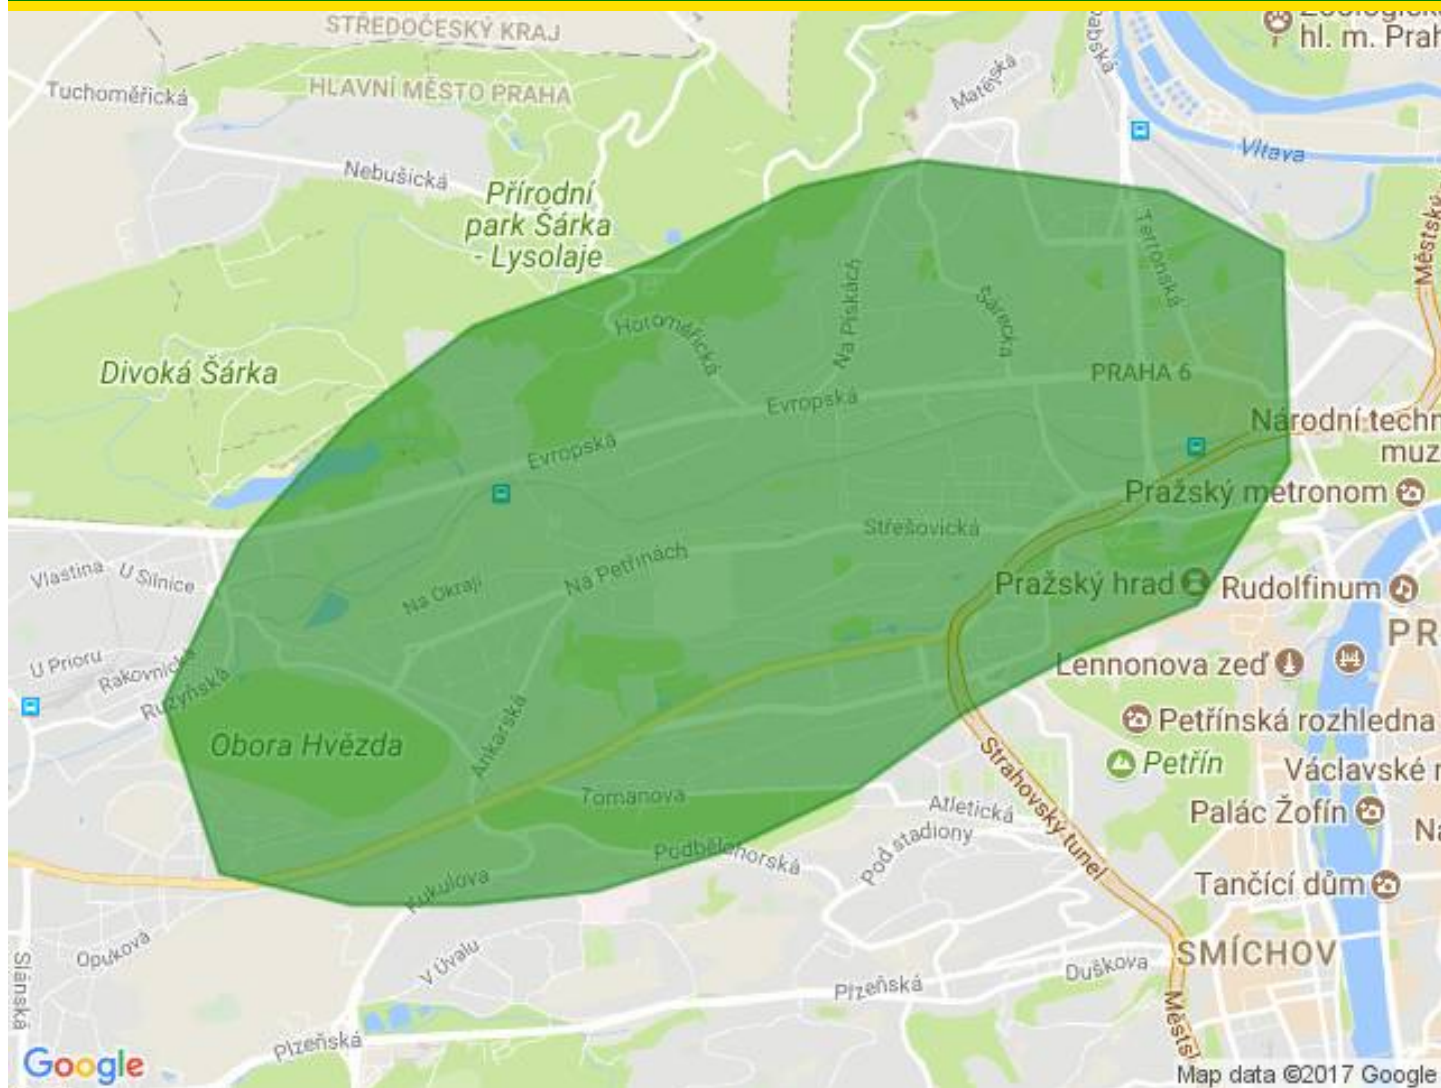 STŘEDOČESKÝ KRAJ
hl. m. Prah
Matějská
Tuchoměřická
HLAVNÍ MĚSTO PRAHA
Vltava
Nebušická
Přírodní
park Šárka
- Lysolaje
Městský
Terronská
Na Pískách
Šárecká
Horoměřická
Divoká Šárka
PRAHA 6
Evropská
Národní techn
muz
Evropská
Pražský metronom
Střešovická
Vlastina
U Silnice
Na Petřinách
Na Okraji
Pražský hrad
Rudolfinum
PR
U Prioru
Rakovnická
Lennonova zeď
Ruzyňská
Petřínská rozhledna
Obora Hvězda
Ankarská
Strahovský tunel
Petřín
Václavské n
Tomanova
Atletická
Palác Žofín
Na
Pod stadiony
Podbělohorská
Tančící dům
Kukulova
Opuková
V Úvalu
SMÍCHOV
Duškova
Slánská
Plzeňská
Městsk
Plzeňská
Google
Map data ©2017 Google